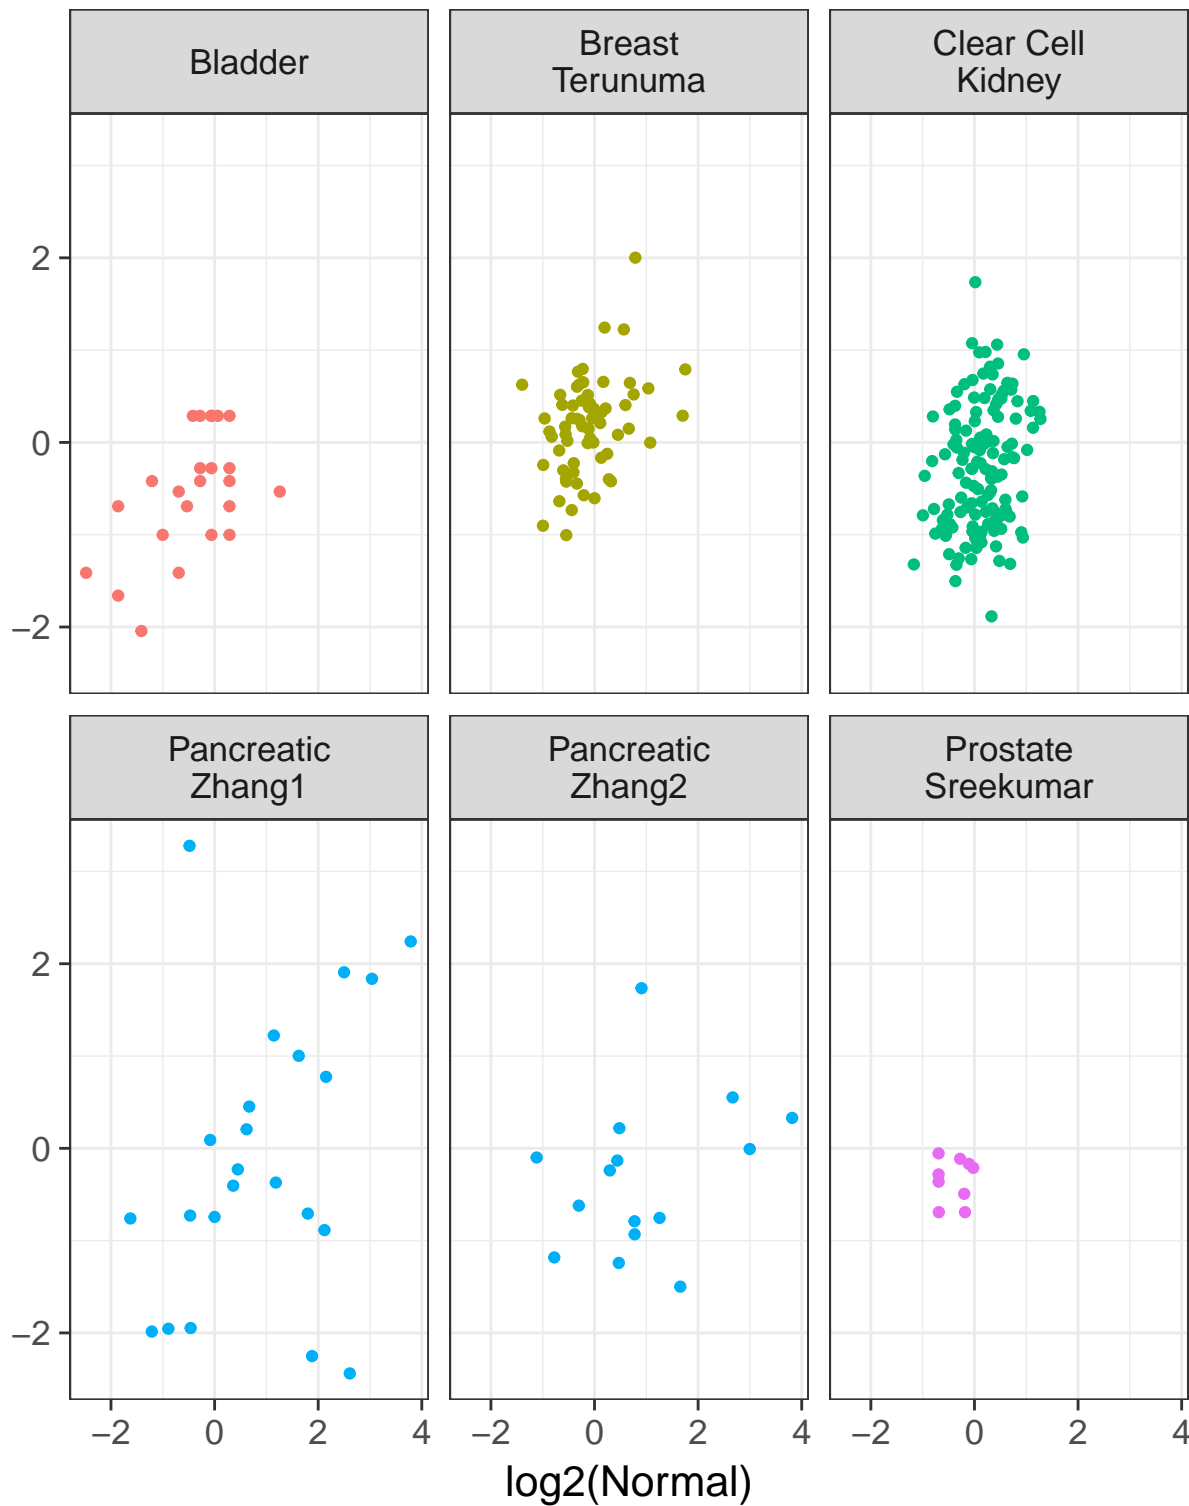 Bladder
Breast
Terunuma
Clear Cell
Kidney
2
0
−2
Pancreatic
Zhang1
Pancreatic
Zhang2
Prostate
Sreekumar
2
0
−2
−2 0 2 4
−2 0 2 4
−2 0 2 4
log2(Normal)